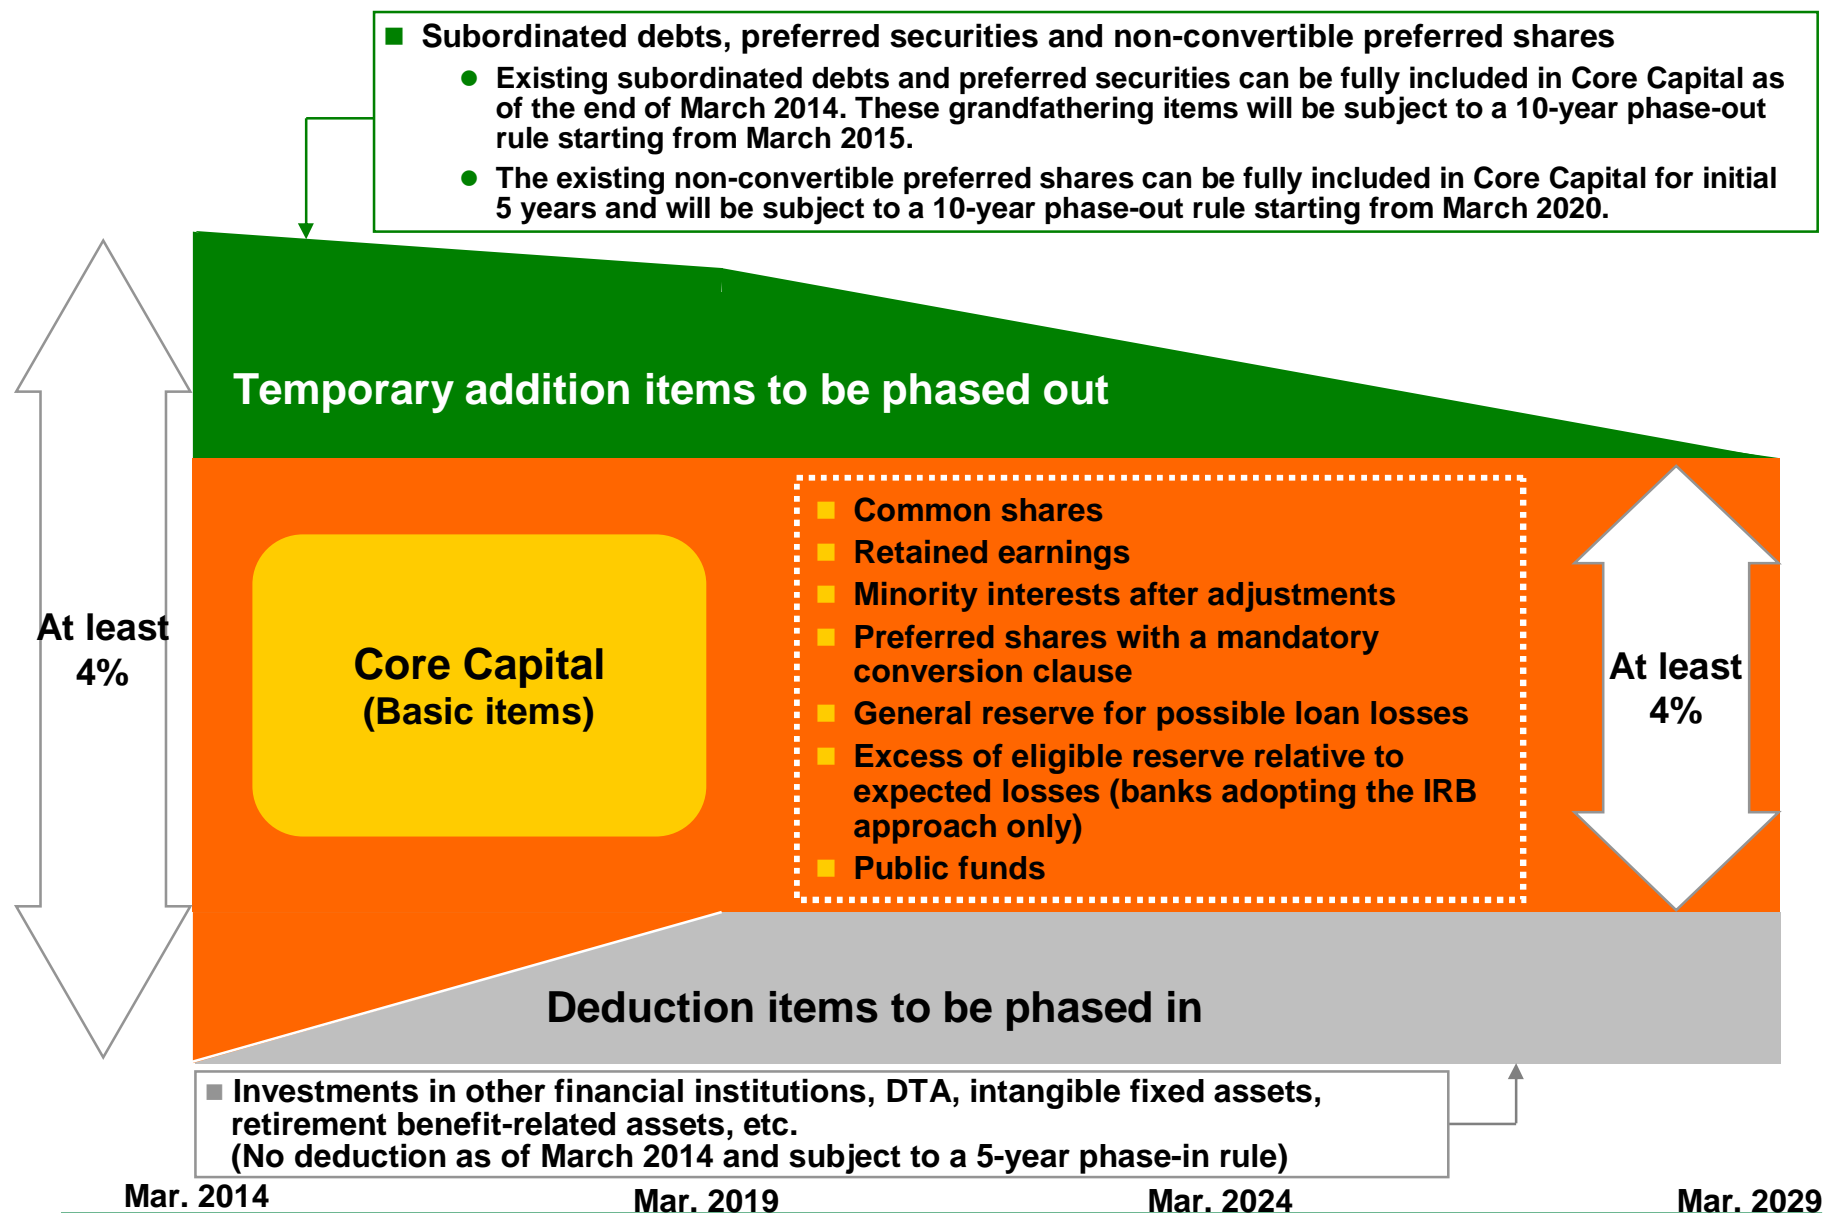 Subordinated debts, preferred securities and non-convertible preferred shares
Existing subordinated debts and preferred securities can be fully included in Core Capital as
of the end of March 2014. These grandfathering items will be subject to a 10-year phase-out
rule starting from March 2015.
The existing non-convertible preferred shares can be fully included in Core Capital for initial
5 years and will be subject to a 10-year phase-out rule starting from March 2020.
Temporary addition items to be phased out
At least
4%
Core Capital
(Basic items)
Common shares
Retained earnings
Minority interests after adjustments
Preferred shares with a mandatory
conversion clause
General reserve for possible loan losses
Excess of eligible reserve relative to
expected losses (banks adopting the IRB
approach only)
Public funds
At least
4%
Deduction items to be phased in
Investments in other financial institutions, DTA, intangible fixed assets,
retirement benefit-related assets, etc.
(No deduction as of March 2014 and subject to a 5-year phase-in rule)
Mar. 2014
Mar. 2019
Mar. 2024
Mar. 2029